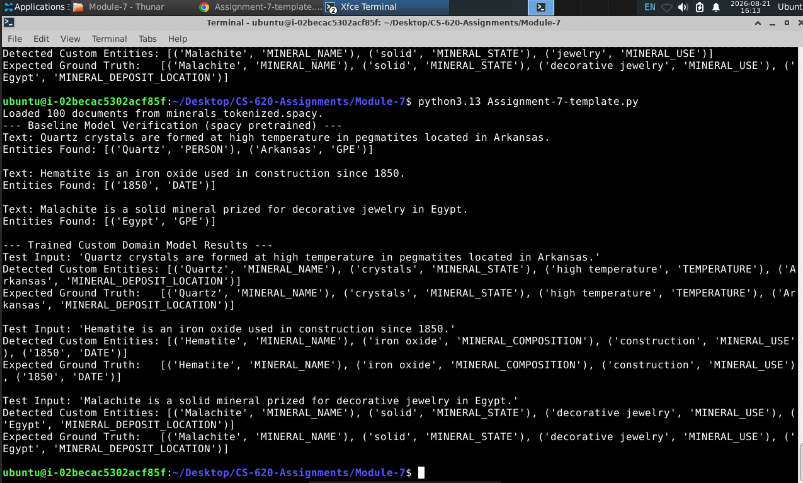 Applications
Module-7 - Thunar
Assignment-7-template....
Xfce Terminal
EN
2026-08-21
16:13
Ubunt
Terminal - ubuntu@i-02becac5302acf85f: ~/Desktop/CS-620-Assignments/Module-7
File Edit View Terminal Tabs Help
Detected Custom Entities: [('Malachite', 'MINERAL_NAME'), ('solid', 'MINERAL_STATE'), ('jewelry', 'MINERAL_USE')]
Expected Ground Truth:   [('Malachite', 'MINERAL_NAME'), ('solid', 'MINERAL_STATE'), ('decorative jewelry', 'MINERAL_USE'), ('
Egypt', 'MINERAL_DEPOSIT_LOCATION')]
ubuntu@i-02becac5302acf85f:~/Desktop/CS-620-Assignments/Module-7$ python3.13 Assignment-7-template.py
Loaded 100 documents from minerals_tokenized.spacy.
--- Baseline Model Verification (spacy pretrained) ---
Text: Quartz crystals are formed at high temperature in pegmatites located in Arkansas.
Entities Found: [('Quartz', 'PERSON'), ('Arkansas', 'GPE')]
Text: Hematite is an iron oxide used in construction since 1850.
Entities Found: [('1850', 'DATE')]
Text: Malachite is a solid mineral prized for decorative jewelry in Egypt.
Entities Found: [('Egypt', 'GPE')]
--- Trained Custom Domain Model Results ---
Test Input: 'Quartz crystals are formed at high temperature in pegmatites located in Arkansas.'
Detected Custom Entities: [('Quartz', 'MINERAL_NAME'), ('crystals', 'MINERAL_STATE'), ('high temperature', 'TEMPERATURE'), ('A
rkansas', 'MINERAL_DEPOSIT_LOCATION')]
Expected Ground Truth:   [('Quartz', 'MINERAL_NAME'), ('crystals', 'MINERAL_STATE'), ('high temperature', 'TEMPERATURE'), ('Ar
kansas', 'MINERAL_DEPOSIT_LOCATION')]
Test Input: 'Hematite is an iron oxide used in construction since 1850.'
Detected Custom Entities: [('Hematite', 'MINERAL_NAME'), ('iron oxide', 'MINERAL_COMPOSITION'), ('construction', 'MINERAL_USE'
), ('1850', 'DATE')]
Expected Ground Truth:   [('Hematite', 'MINERAL_NAME'), ('iron oxide', 'MINERAL_COMPOSITION'), ('construction', 'MINERAL_USE')
, ('1850', 'DATE')]
Test Input: 'Malachite is a solid mineral prized for decorative jewelry in Egypt.'
Detected Custom Entities: [('Malachite', 'MINERAL_NAME'), ('solid', 'MINERAL_STATE'), ('decorative jewelry', 'MINERAL_USE'), (
'Egypt', 'MINERAL_DEPOSIT_LOCATION')]
Expected Ground Truth:   [('Malachite', 'MINERAL_NAME'), ('solid', 'MINERAL_STATE'), ('decorative jewelry', 'MINERAL_USE'), ('
Egypt', 'MINERAL_DEPOSIT_LOCATION')]
ubuntu@i-02becac5302acf85f:~/Desktop/CS-620-Assignments/Module-7$